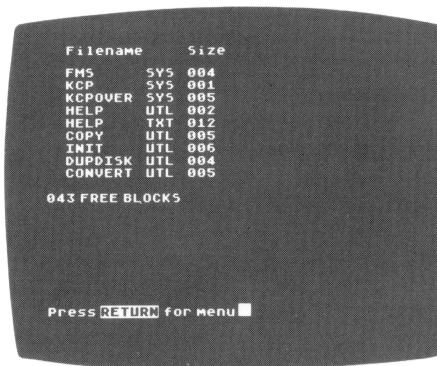 Filename Size
FMS SYS 004
KCP SYS 001
KCPOVER SYS 005
HELP UTL 002
HELP TXT 012
COPY UTL 005
INIT UTL 006
DUPDISK UTL 004
CONVERT UTL 005
043 FREE BLOCKS
Press RETURN for menu